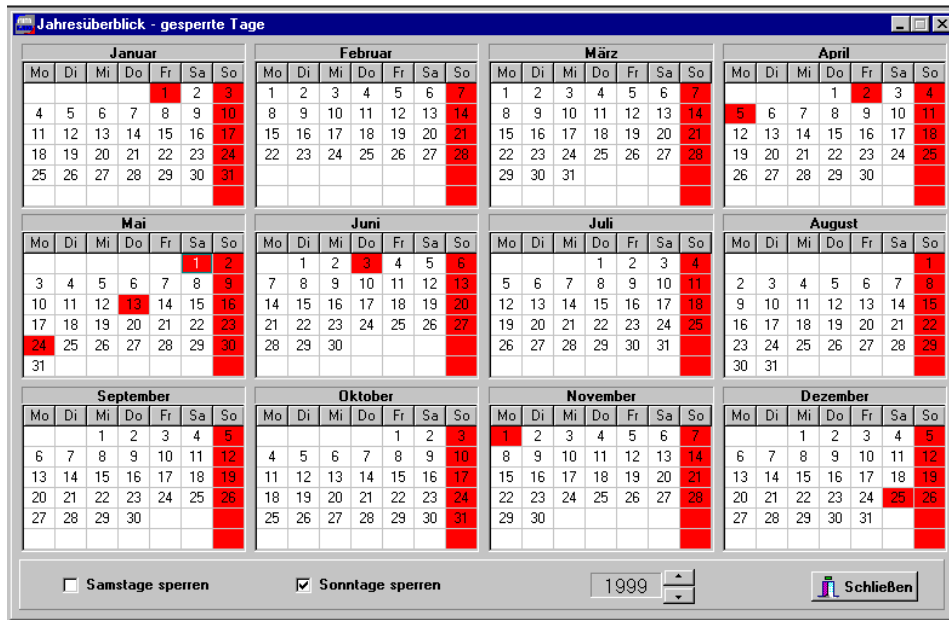 Jahresüberblick - gesperrte Tage
Januar Februar März April
Mo Di Mi Do Fr Sa So Mo Di Mi Do Fr Sa So Mo Di Mi Do Fr Sa So Mo Di Mi Do Fr Sa So
1 2 3 1 2 3 4 5 6 7 1 2 3 4 5 6 7 1 2 3 4
4 5 6 7 8 9 10 8 9 10 11 12 13 14 8 9 10 11 12 13 14 5 6 7 8 9 10 11
11 12 13 14 15 16 17 15 16 17 18 19 20 21 15 16 17 18 19 20 21 12 13 14 15 16 17 18
18 19 20 21 22 23 24 22 23 24 25 26 27 28 22 23 24 25 26 27 28 19 20 21 22 23 24 25
25 26 27 28 29 30 31 29 30 31 26 27 28 29 30
Mai Juni Juli August
Mo Di Mi Do Fr Sa So Mo Di Mi Do Fr Sa So Mo Di Mi Do Fr Sa So Mo Di Mi Do Fr Sa So
1 2 1 2 3 4 5 6 1 2 3 4 1
3 4 5 6 7 8 9 7 8 9 10 11 12 13 5 6 7 8 9 10 11 2 3 4 5 6 7 8
10 11 12 13 14 15 16 14 15 16 17 18 19 20 12 13 14 15 16 17 18 9 10 11 12 13 14 15
17 18 19 20 21 22 23 21 22 23 24 25 26 27 19 20 21 22 23 24 25 16 17 18 19 20 21 22
24 25 26 27 28 29 30 28 29 30 26 27 28 29 30 31 23 24 25 26 27 28 29
31 30 31
September Oktober November Dezember
Mo Di Mi Do Fr Sa So Mo Di Mi Do Fr Sa So Mo Di Mi Do Fr Sa So Mo Di Mi Do Fr Sa So
1 2 3 4 5 1 2 3 1 2 3 4 5 6 7 1 2 3 4 5
6 7 8 9 10 11 12 4 5 6 7 8 9 10 8 9 10 11 12 13 14 6 7 8 9 10 11 12
13 14 15 16 17 18 19 11 12 13 14 15 16 17 15 16 17 18 19 20 21 13 14 15 16 17 18 19
20 21 22 23 24 25 26 18 19 20 21 22 23 24 22 23 24 25 26 27 28 20 21 22 23 24 25 26
27 28 29 30 25 26 27 28 29 30 31 29 30 27 28 29 30 31
Samstage sperren Sonntage sperren 1999 Schließen